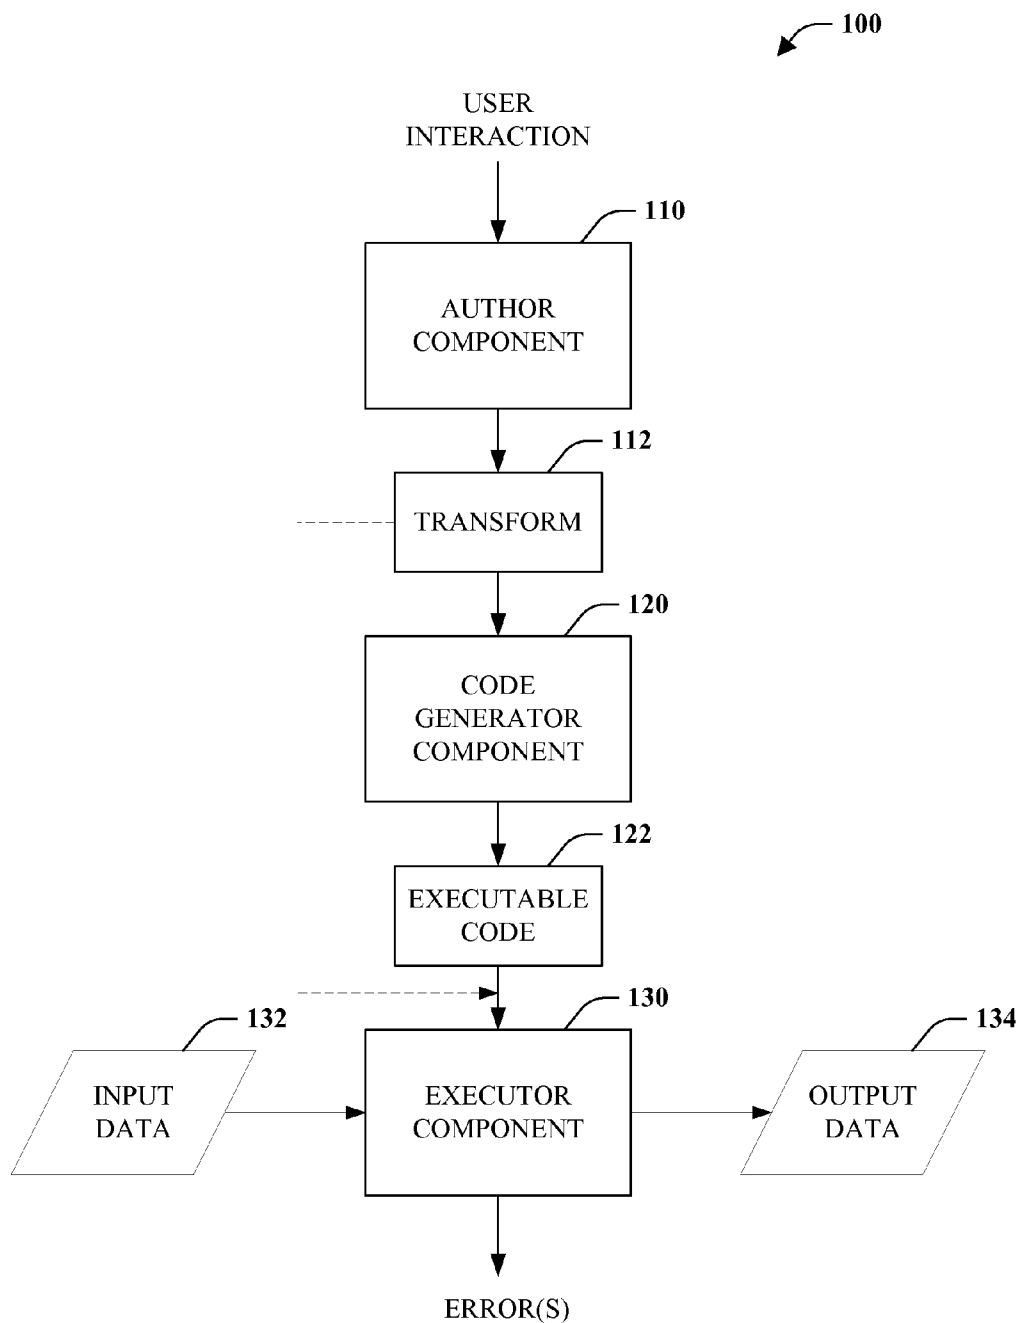 100
USER
INTERACTION
110
AUTHOR
COMPONENT
112
TRANSFORM
120
CODE
GENERATOR
COMPONENT
122
EXECUTABLE
CODE
130
132
134
INPUT
DATA
EXECUTOR
COMPONENT
OUTPUT
DATA
ERROR(S)